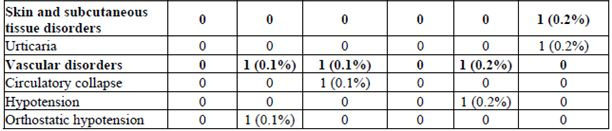 Skin and subcutaneous tissue disorders 0 0 0 0 0 1 (0.2%)
Urticaria 0 0 0 0 0 1 (0.2%)
Vascular disorders 0 1 (0.1%) 1 (0.1%) 0 1 (0.2%) 0
Circulatory collapse 0 0 1 (0.1%) 0 0 0
Hypotension 0 0 0 0 1 (0.2%) 0
Orthostatic hypotension 0 1 (0.1%) 0 0 0 0